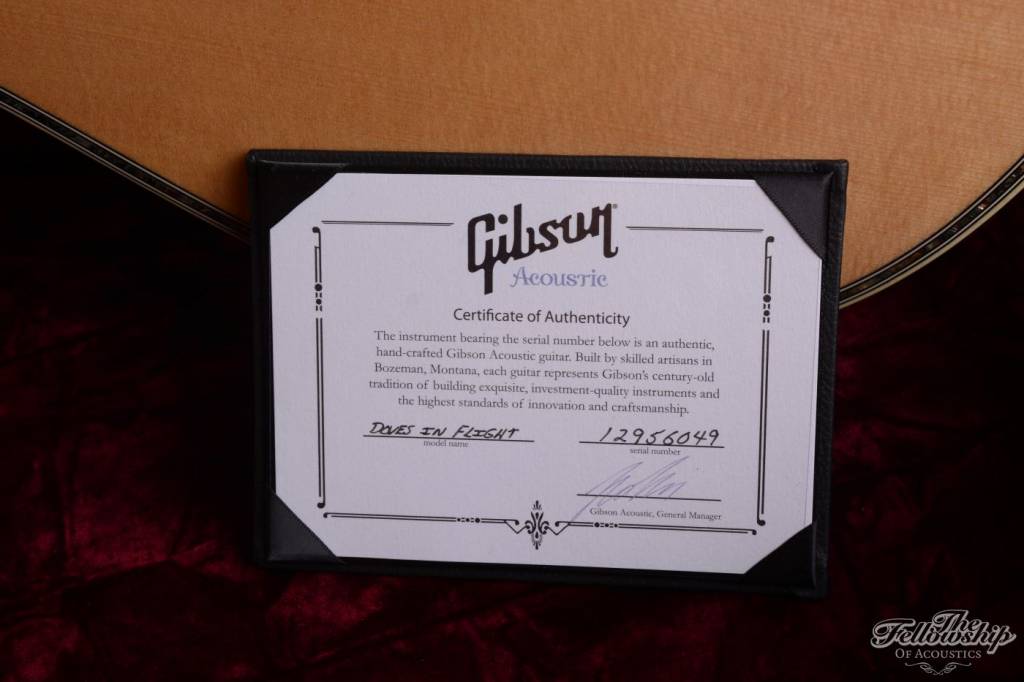 Gibson®
Acoustic
Certificate of Authenticity
The instrument bearing the serial number below is an authentic,
hand-crafted Gibson Acoustic guitar. Built by skilled artisans in
Bozeman, Montana, each guitar represents Gibson's century-old
tradition of building exquisite, investment-quality instruments and
the highest standards of innovation and craftsmanship.
DOVES IN FLIGHT 12956049
model name serial number
Gibson Acoustic, General Manager
The
Fellowship
OF ACOUSTICS